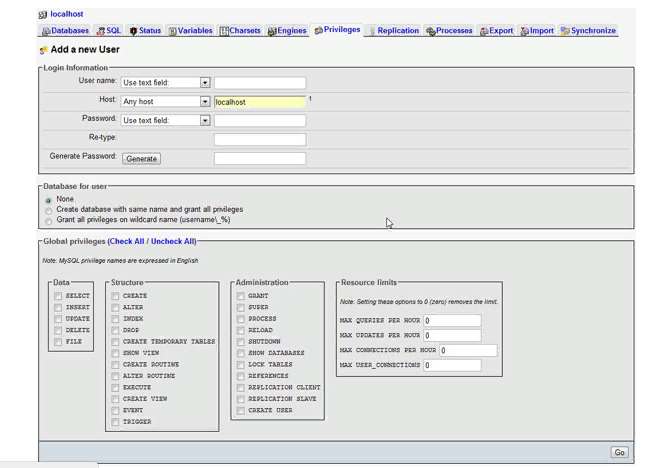 localhost
Databases SQL Status Variables Charsets Engines Privileges Replication Processes Export Import Synchronize
Add a new User
Login Information
User name: Use text field:
Host: Any host localhost 1
Password: Use text field:
Re-type:
Generate Password: Generate
Database for user
None
Create database with same name and grant all privileges
Grant all privileges on wildcard name (username\_%)
Global privileges (Check All / Uncheck All)
Note: MySQL privilege names are expressed in English
Data
SELECT
INSERT
UPDATE
DELETE
FILE
Structure
CREATE
ALTER
INDEX
DROP
CREATE TEMPORARY TABLES
SHOW VIEW
CREATE ROUTINE
ALTER ROUTINE
EXECUTE
CREATE VIEW
EVENT
TRIGGER
Administration
GRANT
SUPER
PROCESS
RELOAD
SHUTDOWN
SHOW DATABASES
LOCK TABLES
REFERENCES
REPLICATION CLIENT
REPLICATION SLAVE
CREATE USER
Resource limits
Note: Setting these options to 0 (zero) removes the limit.
MAX QUERIES PER HOUR 0
MAX UPDATES PER HOUR 0
MAX CONNECTIONS PER HOUR 0
MAX USER_CONNECTIONS 0
Go